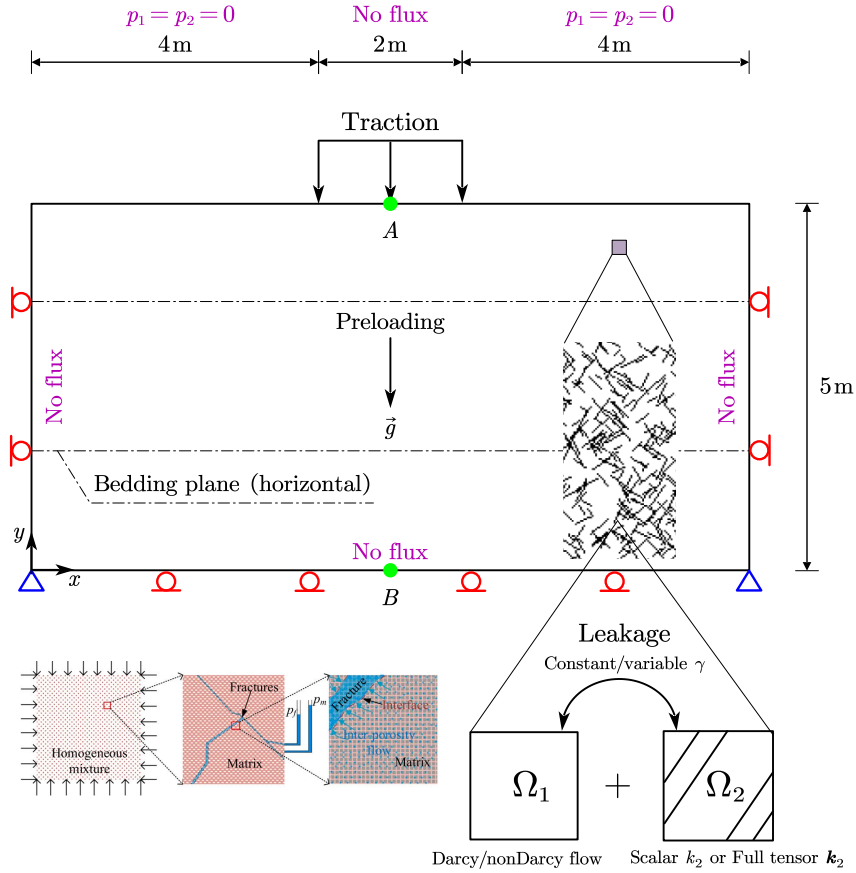 p₁ = p₂ = 0
No flux
p₁ = p₂ = 0
4 m
2 m
4 m
Traction
A
Preloading
g⃗
No flux
No flux
5 m
Bedding plane (horizontal)
y
x
No flux
B
Leakage
Constant/variable γ
Fractures
p_f
p_m
Matrix
Homogeneous
mixture
Fracture
Interface
Inter-porosity
flow
Matrix
Ω₁
+
Ω₂
Darcy/nonDarcy flow
Scalar k₂ or Full tensor k₂